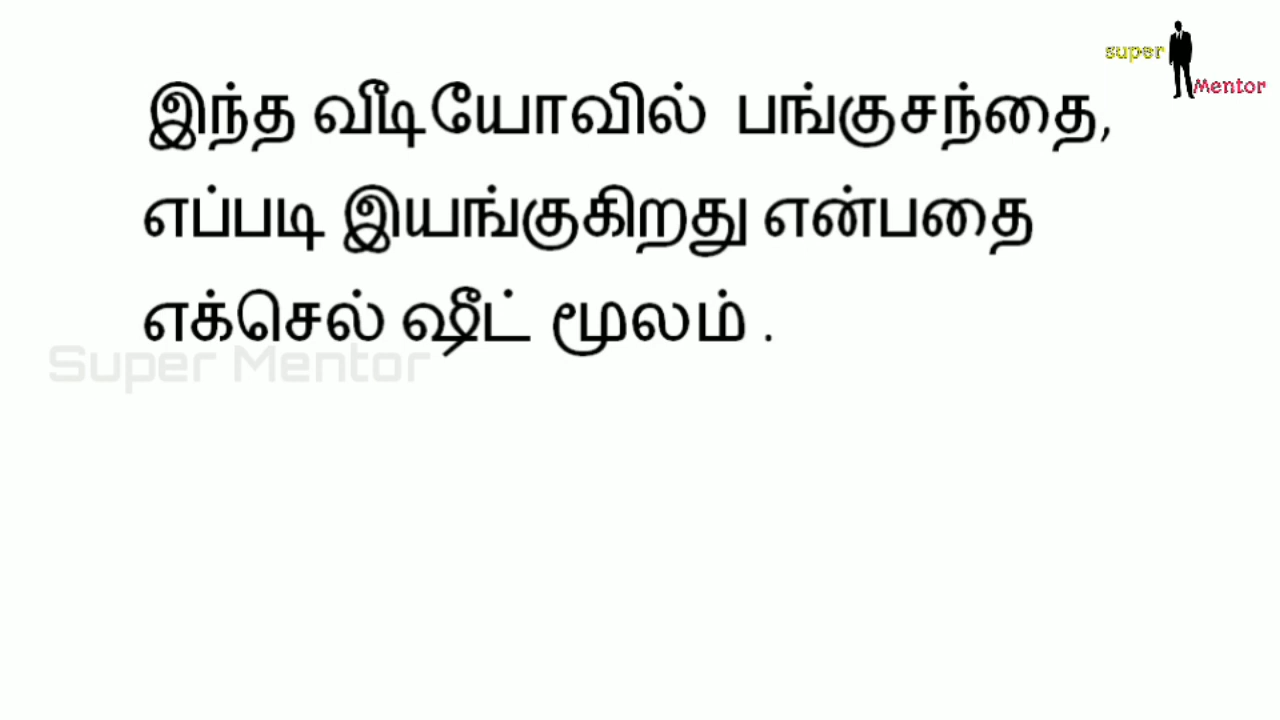 super
Mentor
இந்த வீடியோவில் பங்குசந்தை,
எப்படி இயங்குகிறது என்பதை
எக்செல் ஷீட் மூலம் .
Super Mentor